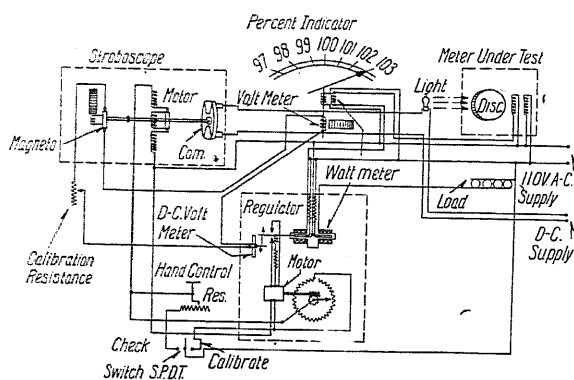 Percent Indicator
97 98 99 100 101 102 103
Stroboscope
Meter Under Test
Motor
Volt Meter
Light
Disc.
Magneto
Com.
Watt meter
110V A-C. Supply
Load
D-C. Volt Meter
Regulator
D-C. Supply
Calibration Resistance
Hand Control
Res.
Motor
Check
Calibrate
Switch S.P.D.T.